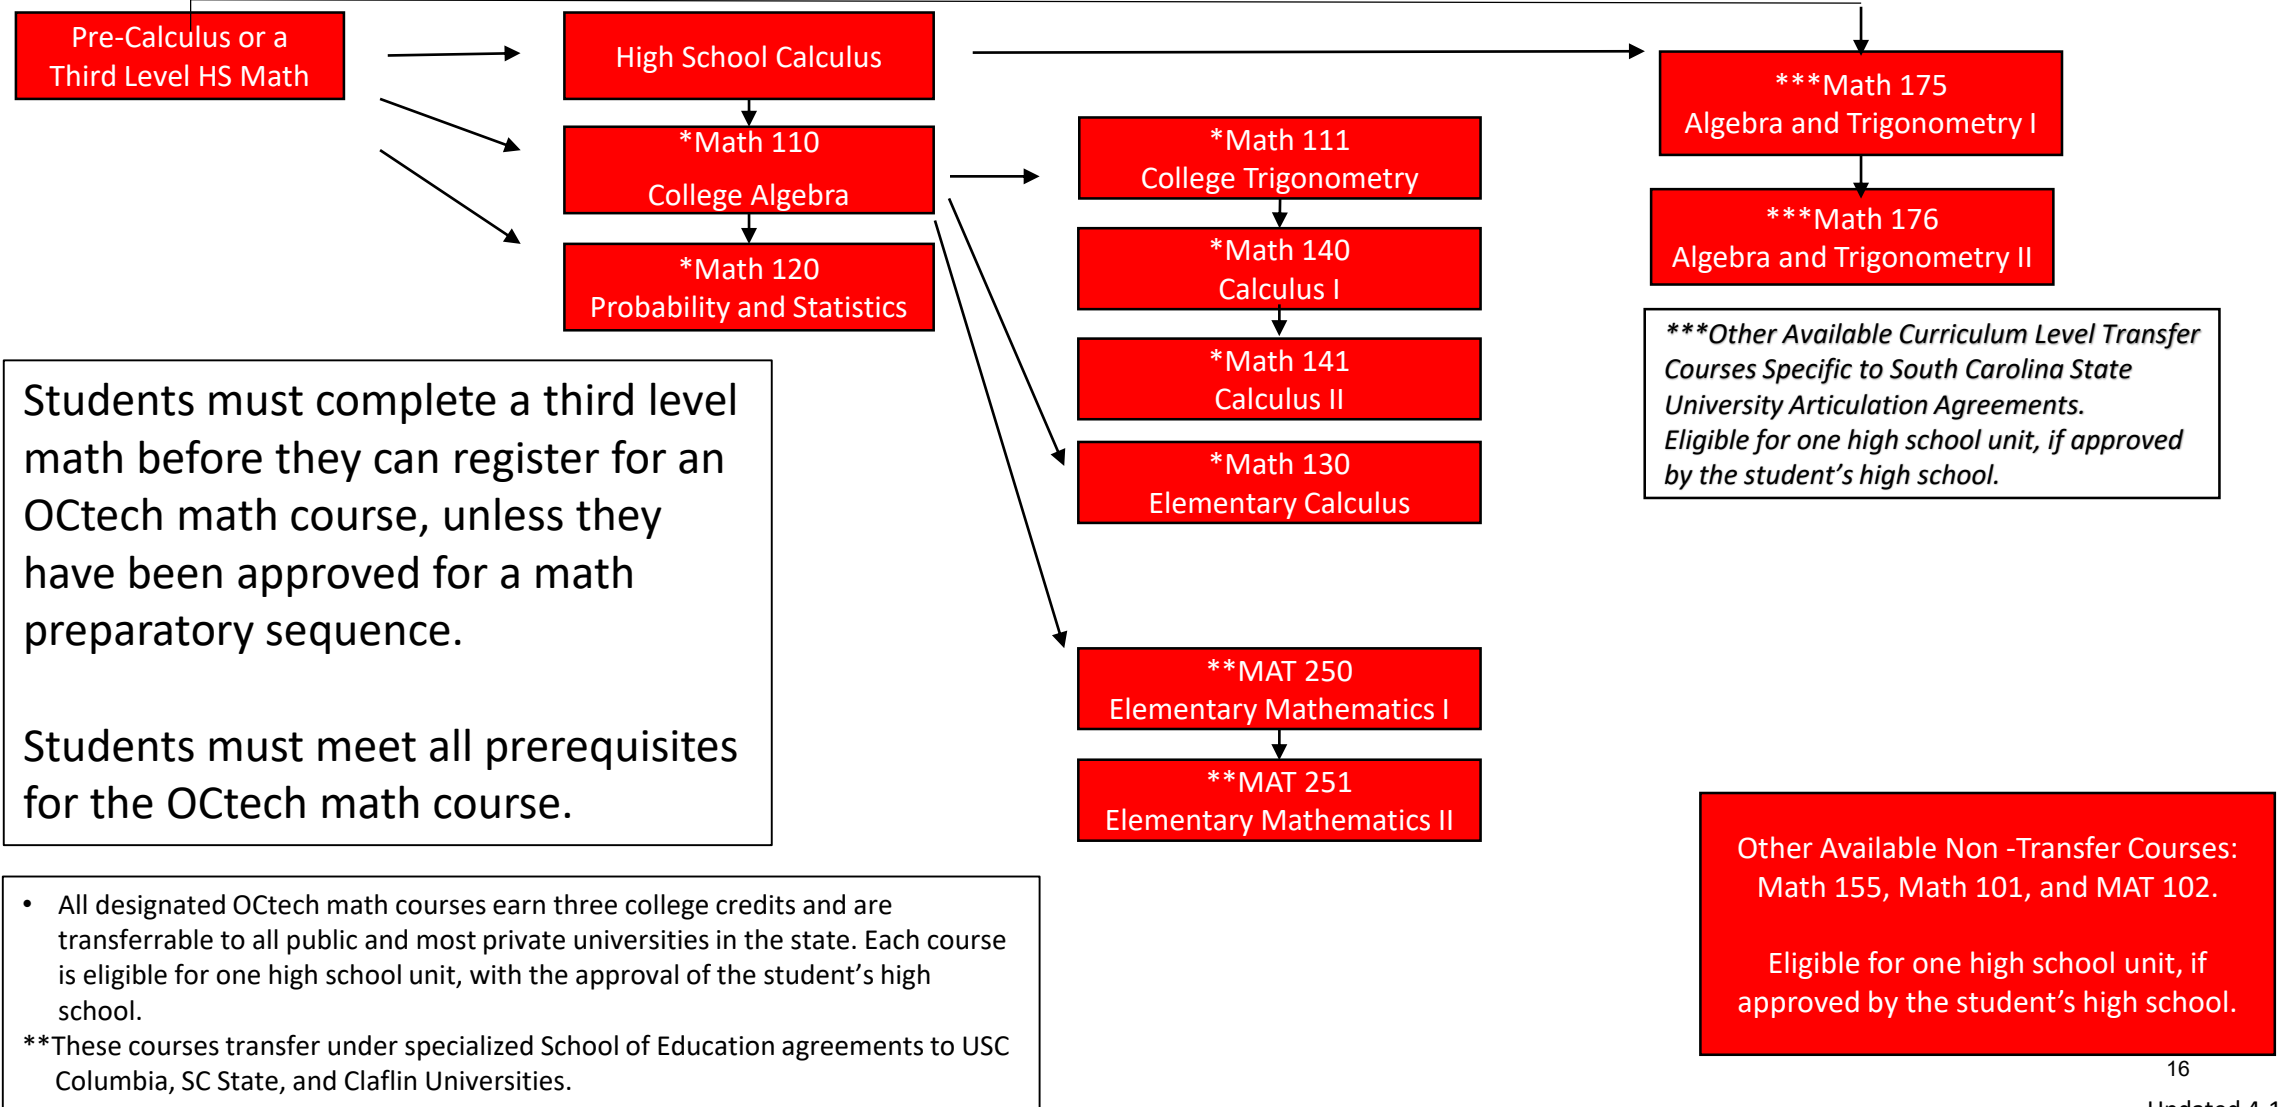 Pre-Calculus or a
Third Level HS Math
High School Calculus
*Math 110
College Algebra
*Math 120
Probability and Statistics
*Math 111
College Trigonometry
*Math 140
Calculus I
*Math 141
Calculus II
*Math 130
Elementary Calculus
**MAT 250
Elementary Mathematics I
**MAT 251
Elementary Mathematics II
***Math 175
Algebra and Trigonometry I
***Math 176
Algebra and Trigonometry II
***Other Available Curriculum Level Transfer
Courses Specific to South Carolina State
University Articulation Agreements.
Eligible for one high school unit, if approved
by the student’s high school.
Students must complete a third level
math before they can register for an
OCtech math course, unless they
have been approved for a math
preparatory sequence.
Students must meet all prerequisites
for the OCtech math course.
• All designated OCtech math courses earn three college credits and are
transferrable to all public and most private universities in the state. Each course
is eligible for one high school unit, with the approval of the student’s high
school.
**These courses transfer under specialized School of Education agreements to USC
Columbia, SC State, and Claflin Universities.
Other Available Non -Transfer Courses:
Math 155, Math 101, and MAT 102.
Eligible for one high school unit, if
approved by the student’s high school.
16
Updated 4-1